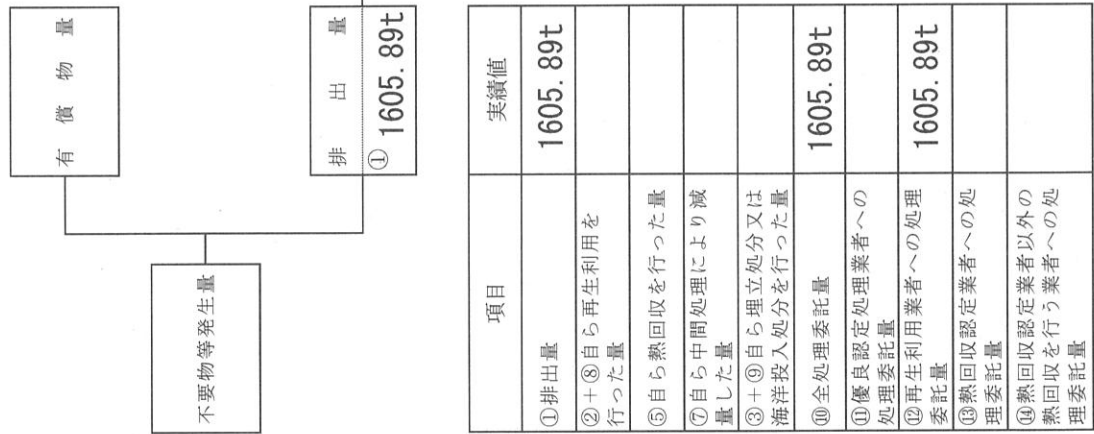 不要物等発生量
有償物量
排出量
① 1605.89t
項目
実績値
①排出量
1605.89t
②+⑧自ら再生利用を
行った量
⑤自ら熱回収を行った量
⑦自ら中間処理により減
量した量
③+⑨自ら埋立処分又は
海洋投入処分を行った量
⑩全処理委託量
1605.89t
⑪優良認定処理業者への
処理委託量
⑫再生利用業者への処理
委託量
1605.89t
⑬熱回収認定業者への処
理委託量
⑭熱回収認定業者以外の
熱回収を行う業者への処
理委託量